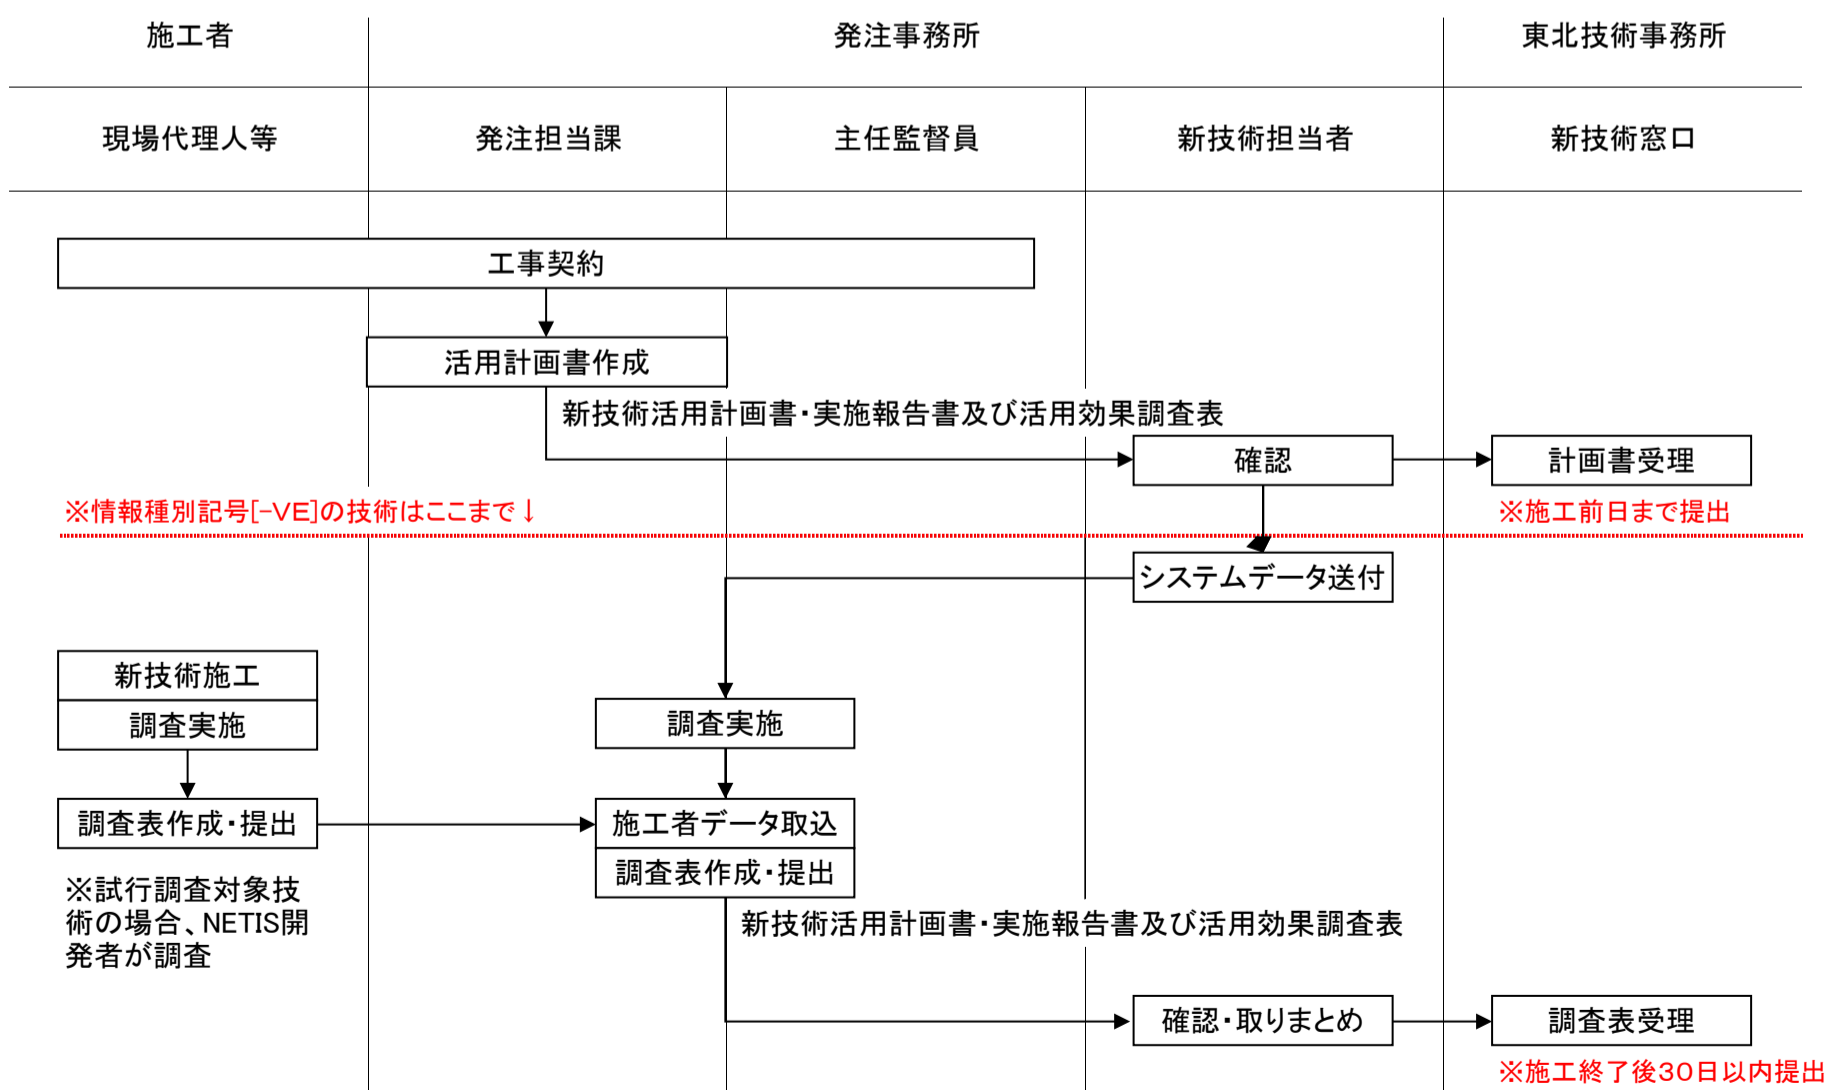 施工者
発注事務所
東北技術事務所
現場代理人等
発注担当課
主任監督員
新技術担当者
新技術窓口
工事契約
活用計画書作成
新技術活用計画書・実施報告書及び活用効果調査表
確認
計画書受理
※情報種別記号[-VE]の技術はここまで↓
※施工前日まで提出
システムデータ送付
新技術施工
調査実施
調査実施
調査表作成・提出
施工者データ取込
調査表作成・提出
※試行調査対象技
術の場合、NETIS開
発者が調査
新技術活用計画書・実施報告書及び活用効果調査表
確認・取りまとめ
調査表受理
※施工終了後30日以内提出